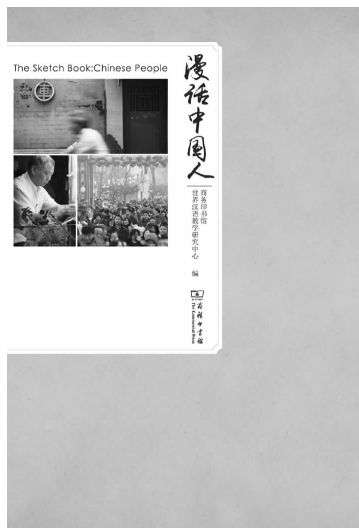 The Sketch Book:Chinese People
漫话中国人
商务印书馆
世界汉语教学研究中心
编
商务印书馆
The Commercial Press